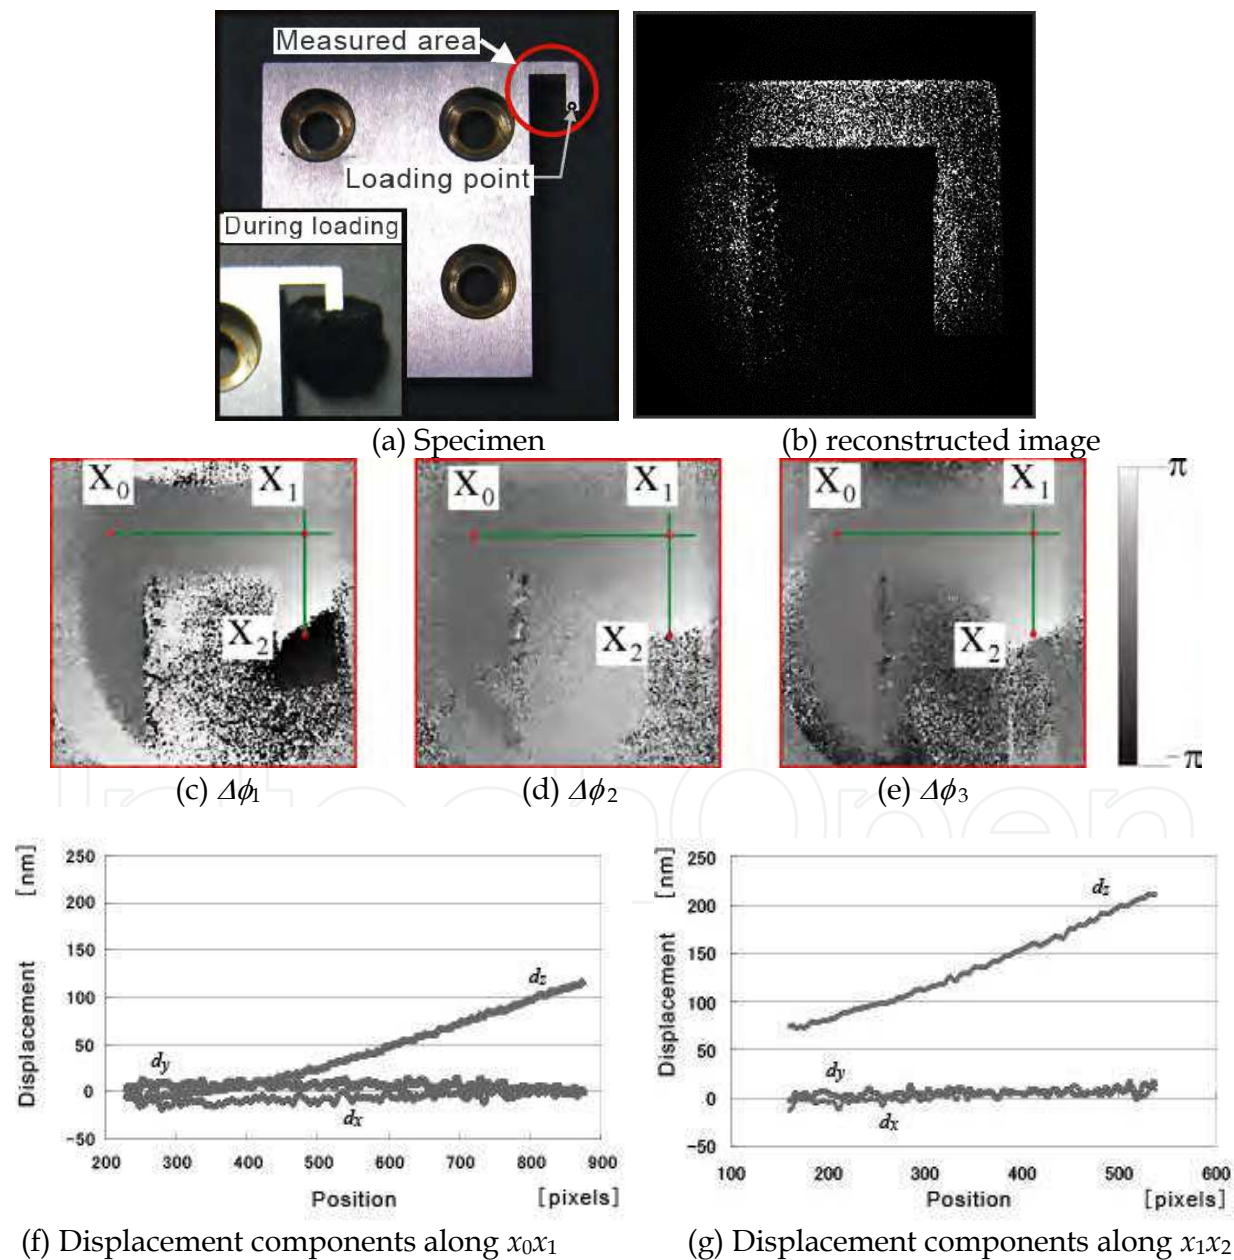 Measured area
Loading point
During loading
(a) Specimen
(b) reconstructed image
X0
X1
X2
X0
X1
X2
X0
X1
X2
π
-π
(c) Δϕ1
(d) Δϕ2
(e) Δϕ3
IntechOpen
[nm]
Displacement
250
200
150
100
50
0
-50
dz
dy
dx
200 300 400 500 600 700 800 900
Position [pixels]
[nm]
Displacement
250
200
150
100
50
0
-50
dz
dy
dx
100 200 300 400 500 600
Position [pixels]
(f) Displacement components along x0x1
(g) Displacement components along x1x2